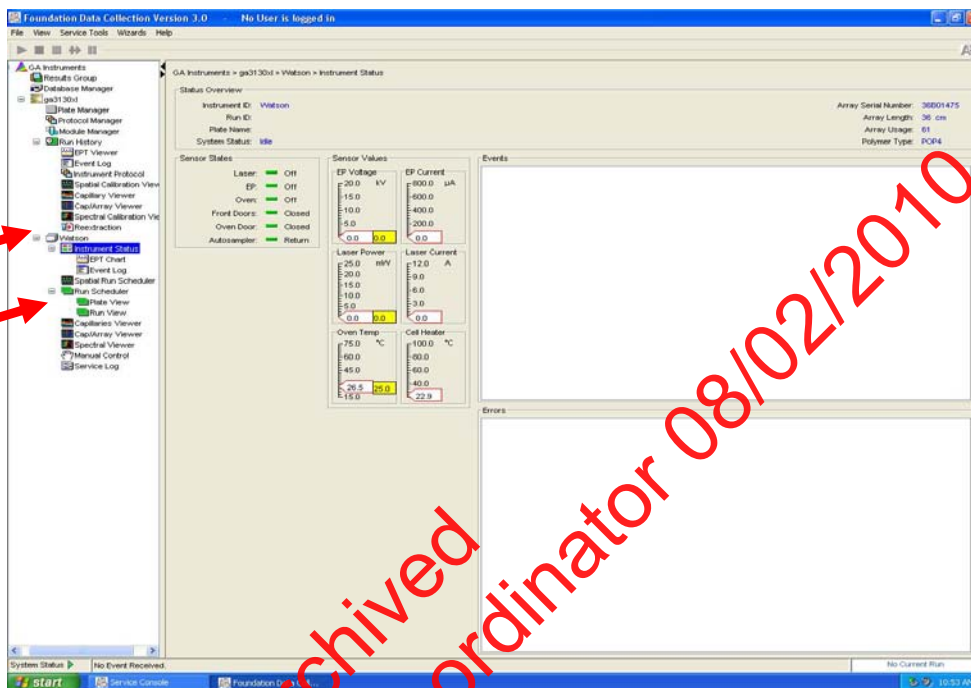 Foundation Data Collection Version 3.0 - No User is logged in
File View Service Tools Wizards Help
GA Instruments
Results Group
Database Manager
ga3130xl
Plate Manager
Protocol Manager
Module Manager
Run History
EPT Viewer
Event Log
Instrument Protocol
Spatial Calibration View
Capillary Viewer
Cap/Array Viewer
Spectral Calibration Vie
Reextraction
Watson
Instrument Status
EPT Chart
Event Log
Spatial Run Scheduler
Run Scheduler
Plate View
Run View
Capillaries Viewer
Cap/Array Viewer
Spectral Viewer
Manual Control
Service Log
GA Instruments > ga3130xl > Watson > Instrument Status
Status Overview
Instrument ID: Watson
Run ID:
Plate Name:
System Status: Idle
Array Serial Number: 36B01475
Array Length: 36 cm
Array Usage: 61
Polymer Type: POP4
Sensor States
Laser: Off
EP: Off
Oven: Off
Front Doors: Closed
Oven Door: Closed
Autosampler: Return
Sensor Values
EP Voltage
20.0 kV
15.0
10.0
5.0
0.0 0.0
EP Current
800.0 µA
600.0
400.0
200.0
0.0
Laser Power
25.0 mW
20.0
15.0
10.0
5.0
0.0 0.0
Laser Current
12.0 A
9.0
6.0
3.0
0.0
Oven Temp
75.0 °C
60.0
45.0
26.5 25.0
15.0
Cell Heater
100.0 °C
80.0
60.0
40.0
22.9
Events
Errors
System Status
No Event Received.
No Current Run
start
Service Console
Foundation Data Coll...
10:53 AM
chived
ordinator 08/02/2010